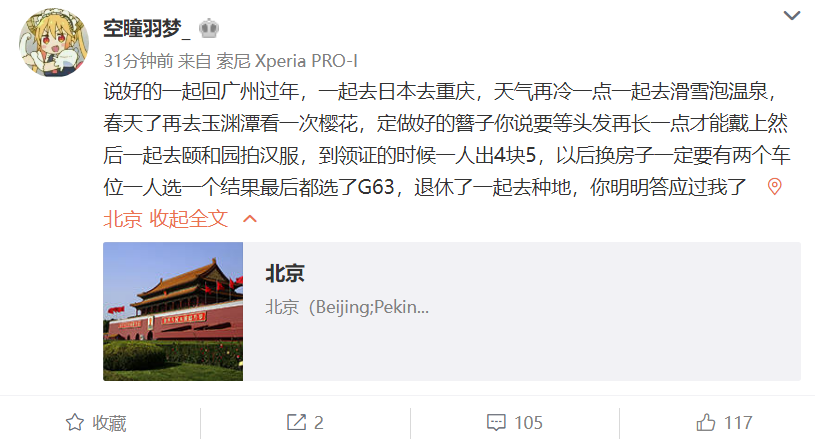 空瞳羽梦_
31分钟前 来自 索尼 Xperia PRO-I
说好的一起回广州过年，一起去日本去重庆，天气再冷一点一起去滑雪泡温泉，
春天了再去玉渊潭看一次樱花，定做好的簪子你说要等头发再长一点才能戴上然
后一起去颐和园拍汉服，到领证的时候一人出4块5，以后换房子一定要有两个车
位一人选一个结果最后都选了G63，退休了一起去种地，你明明答应过我了
北京 收起全文
北京
北京（Beijing;Pekin...
收藏
2
105
117